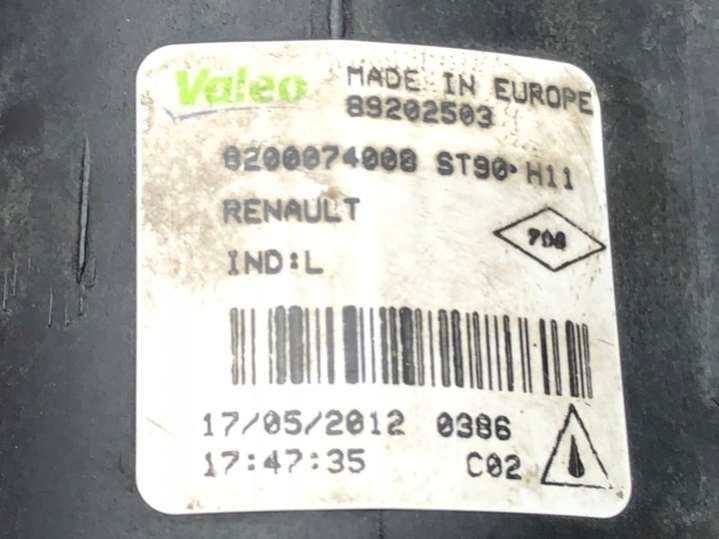 Valeo MADE IN EUROPE
89202503
8200074008 ST90 H11
RENAULT
708
IND:L
17/05/2012 0386
17:47:35 C02